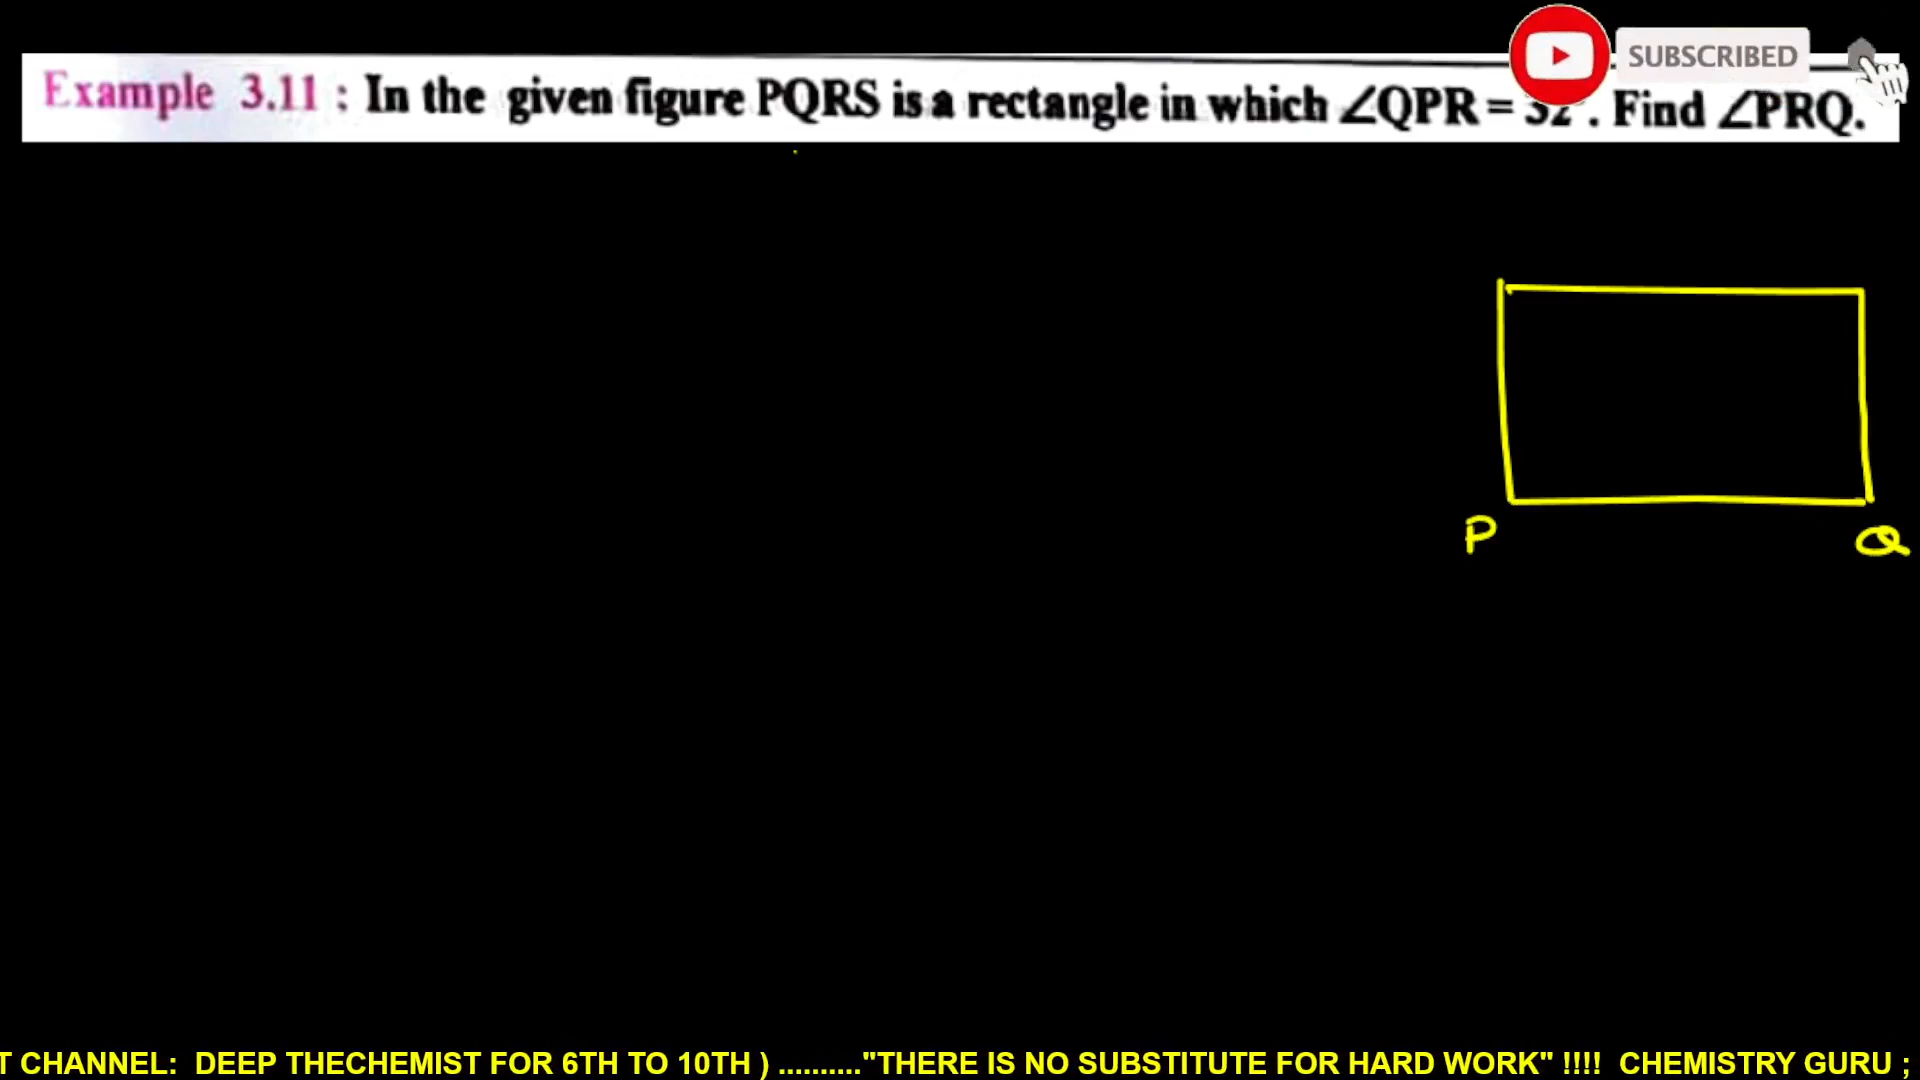 SUBSCRIBED
Example 3.11 : In the given figure PQRS is a rectangle in which ∠QPR = 32°. Find ∠PRQ.
P
Q
T CHANNEL: DEEP THECHEMIST FOR 6TH TO 10TH ) .........."THERE IS NO SUBSTITUTE FOR HARD WORK" !!!! CHEMISTRY GURU ;